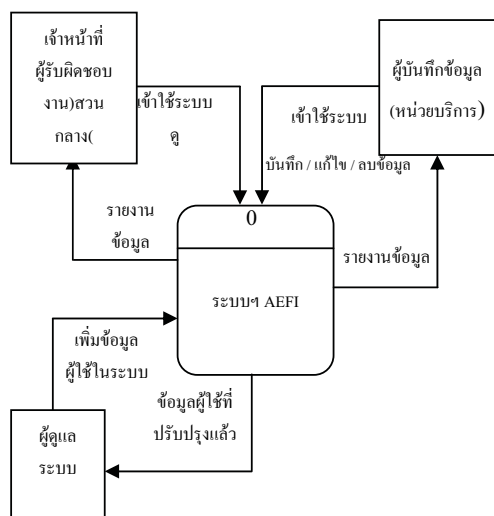 เจ้าหน้าที่
ผู้รับผิดชอบ
งาน)สวน
กลาง(
ผู้บันทึกข้อมูล
(หน่วยบริการ)
เข้าใช้ระบบ
ดู
เข้าใช้ระบบ
บันทึก / แก้ไข / ลบข้อมูล
รายงาน
ข้อมูล
0
รายงานข้อมูล
ระบบฯ AEFI
เพิ่มข้อมูล
ผู้ใช้ในระบบ
ข้อมูลผู้ใช้ที่
ปรับปรุงแล้ว
ผู้ดูแล
ระบบ